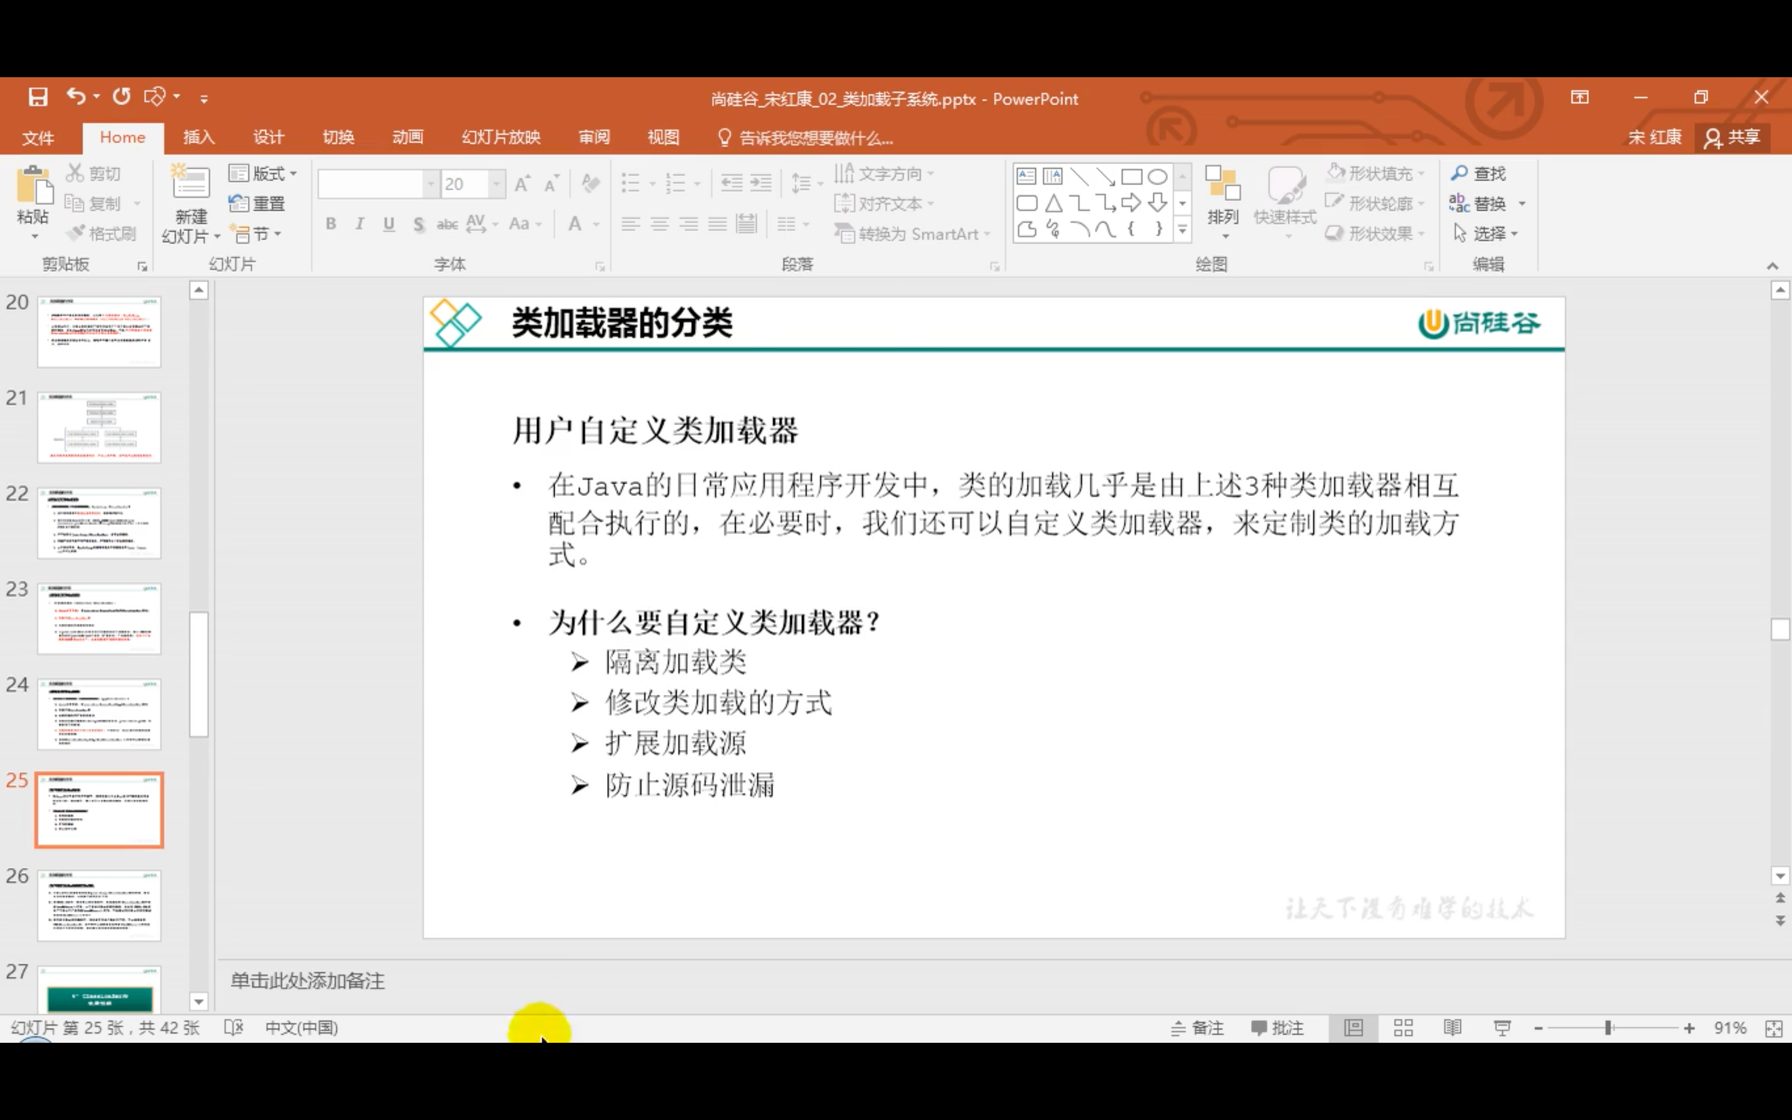 尚硅谷_宋红康_02_类加载子系统.pptx - PowerPoint
文件 Home 插入 设计 切换 动画 幻灯片放映 审阅 视图 告诉我您想要做什么... 宋 红康 共享
粘贴 剪切 复制 格式刷
剪贴板
新建 幻灯片 版式 重置 节
幻灯片
20
B I U S abc AV Aa A
字体
文字方向
对齐文本
转换为 SmartArt
段落
排列 快速样式 形状填充 形状轮廓 形状效果
绘图
查找
替换
选择
编辑
20
21
22
23
24
25
26
27
类加载器的分类
尚硅谷
用户自定义类加载器
• 在Java的日常应用程序开发中，类的加载几乎是由上述3种类加载器相互
配合执行的，在必要时，我们还可以自定义类加载器，来定制类的加载方
式。
• 为什么要自定义类加载器？
➢ 隔离加载类
➢ 修改类加载的方式
➢ 扩展加载源
➢ 防止源码泄漏
让天下没有难学的技术
单击此处添加备注
幻灯片 第 25 张，共 42 张 中文(中国) 备注 批注 91%